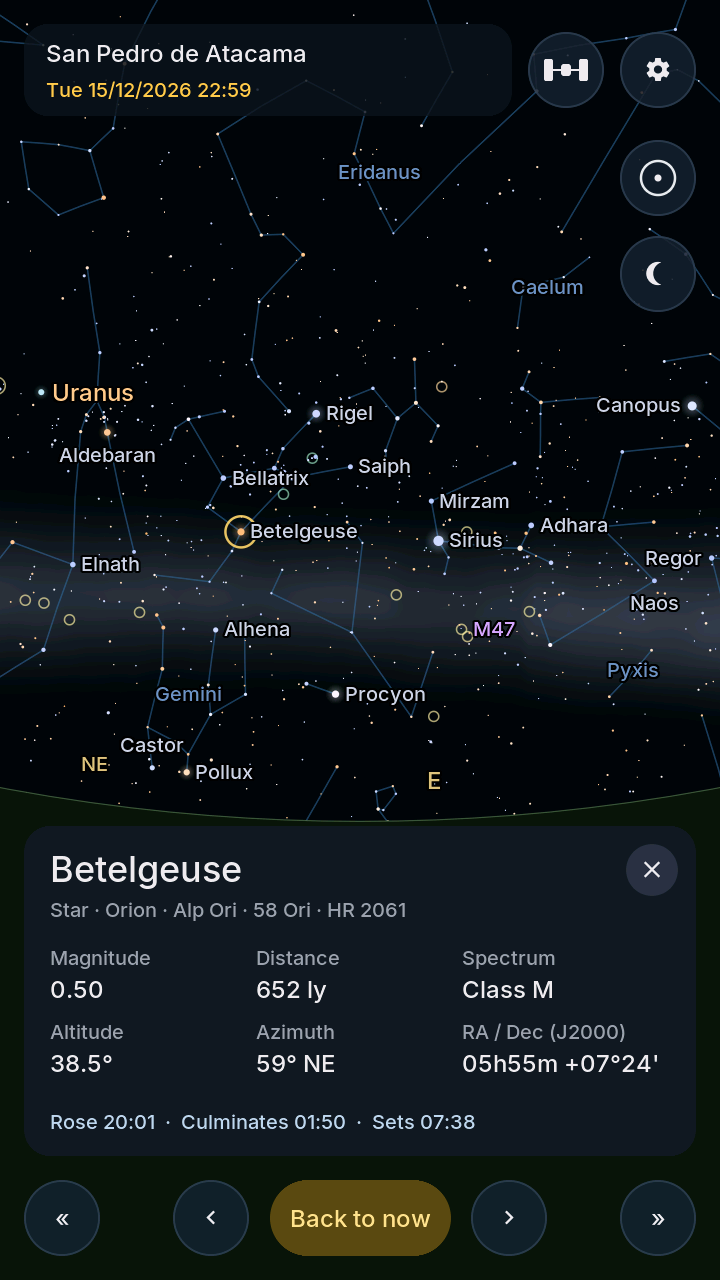 San Pedro de Atacama
Tue 15/12/2026 22:59
Eridanus
Caelum
Uranus
Canopus
Rigel
Aldebaran
Saiph
Bellatrix
Mirzam
Adhara
Betelgeuse
Sirius
Regor
Elnath
Naos
Alhena
M47
Pyxis
Gemini
Procyon
Castor
NE
Pollux
E
Betelgeuse
Star · Orion · Alp Ori · 58 Ori · HR 2061
Magnitude Distance Spectrum
0.50 652 ly Class M
Altitude Azimuth RA / Dec (J2000)
38.5° 59° NE 05h55m +07°24'
Rose 20:01 · Culminates 01:50 · Sets 07:38
« ‹ Back to now › »